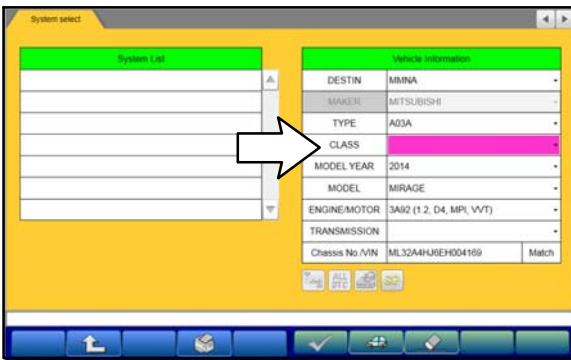 System select
System List
Vehicle Information
DESTIN MMNA
MAKER MITSUBISHI
TYPE A03A
CLASS
MODEL YEAR 2014
MODEL MIRAGE
ENGINE/MOTOR 3A92 (1.2, D4, MPI, VVT)
TRANSMISSION
Chassis No./VIN ML32A4HJ6EH004169 Match
ALL
DTC